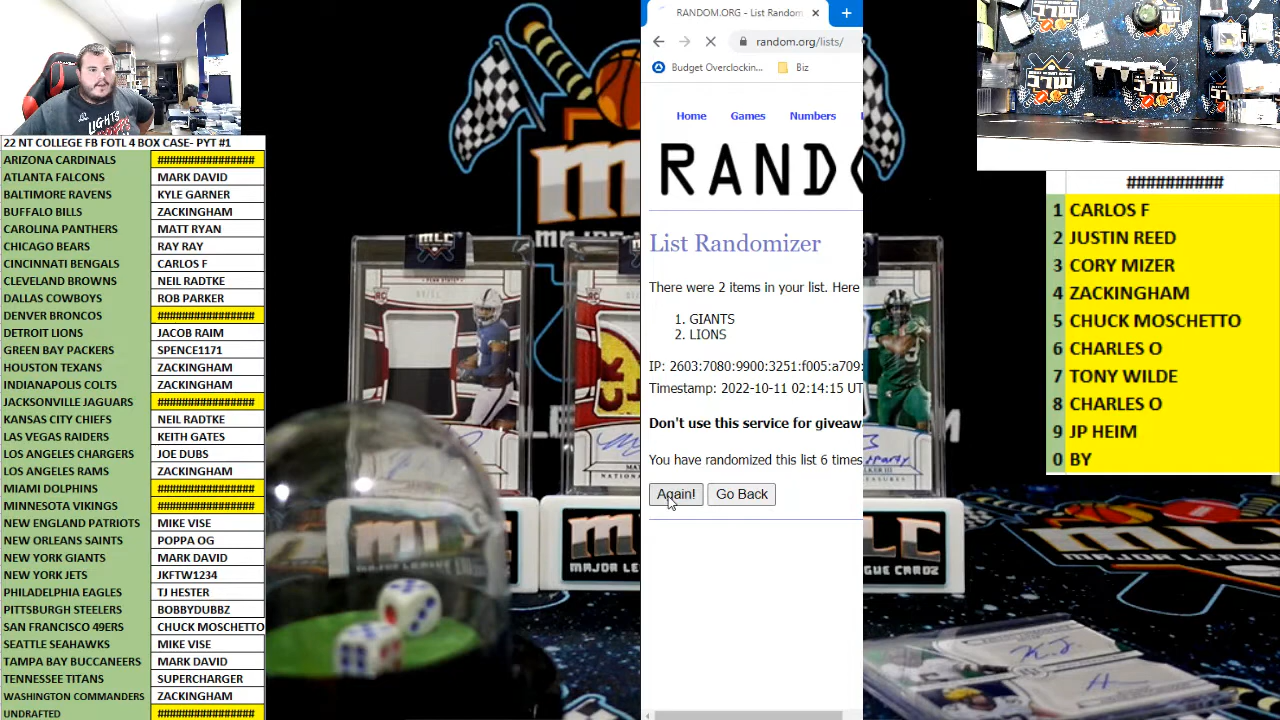 22 NT COLLEGE FB FOTL 4 BOX CASE- PYT #1
ARIZONA CARDINALS ################
ATLANTA FALCONS MARK DAVID
BALTIMORE RAVENS KYLE GARNER
BUFFALO BILLS ZACKINGHAM
CAROLINA PANTHERS MATT RYAN
CHICAGO BEARS RAY RAY
CINCINNATI BENGALS CARLOS F
CLEVELAND BROWNS NEIL RADTKE
DALLAS COWBOYS ROB PARKER
DENVER BRONCOS ################
DETROIT LIONS JACOB RAIM
GREEN BAY PACKERS SPENCE1171
HOUSTON TEXANS ZACKINGHAM
INDIANAPOLIS COLTS ZACKINGHAM
JACKSONVILLE JAGUARS ################
KANSAS CITY CHIEFS NEIL RADTKE
LAS VEGAS RAIDERS KEITH GATES
LOS ANGELES CHARGERS JOE DUBS
LOS ANGELES RAMS ZACKINGHAM
MIAMI DOLPHINS ################
MINNESOTA VIKINGS ################
NEW ENGLAND PATRIOTS MIKE VISE
NEW ORLEANS SAINTS POPPA OG
NEW YORK GIANTS MARK DAVID
NEW YORK JETS JKFTW1234
PHILADELPHIA EAGLES TJ HESTER
PITTSBURGH STEELERS BOBBYDUBBZ
SAN FRANCISCO 49ERS CHUCK MOSCHETTO
SEATTLE SEAHAWKS MIKE VISE
TAMPA BAY BUCCANEERS MARK DAVID
TENNESSEE TITANS SUPERCHARGER
WASHINGTON COMMANDERS ZACKINGHAM
UNDRAFTED ################
RANDOM.ORG - List Random
random.org/lists/
Budget Overclockin... Biz
Home Games Numbers
RANDO
List Randomizer
There were 2 items in your list. Here
1. GIANTS
2. LIONS
IP: 2603:7080:9900:3251:f005:a709:
Timestamp: 2022-10-11 02:14:15 UT
Don't use this service for giveaw
You have randomized this list 6 times
Again! Go Back
##########
1 CARLOS F
2 JUSTIN REED
3 CORY MIZER
4 ZACKINGHAM
5 CHUCK MOSCHETTO
6 CHARLES O
7 TONY WILDE
8 CHARLES O
9 JP HEIM
0 BY